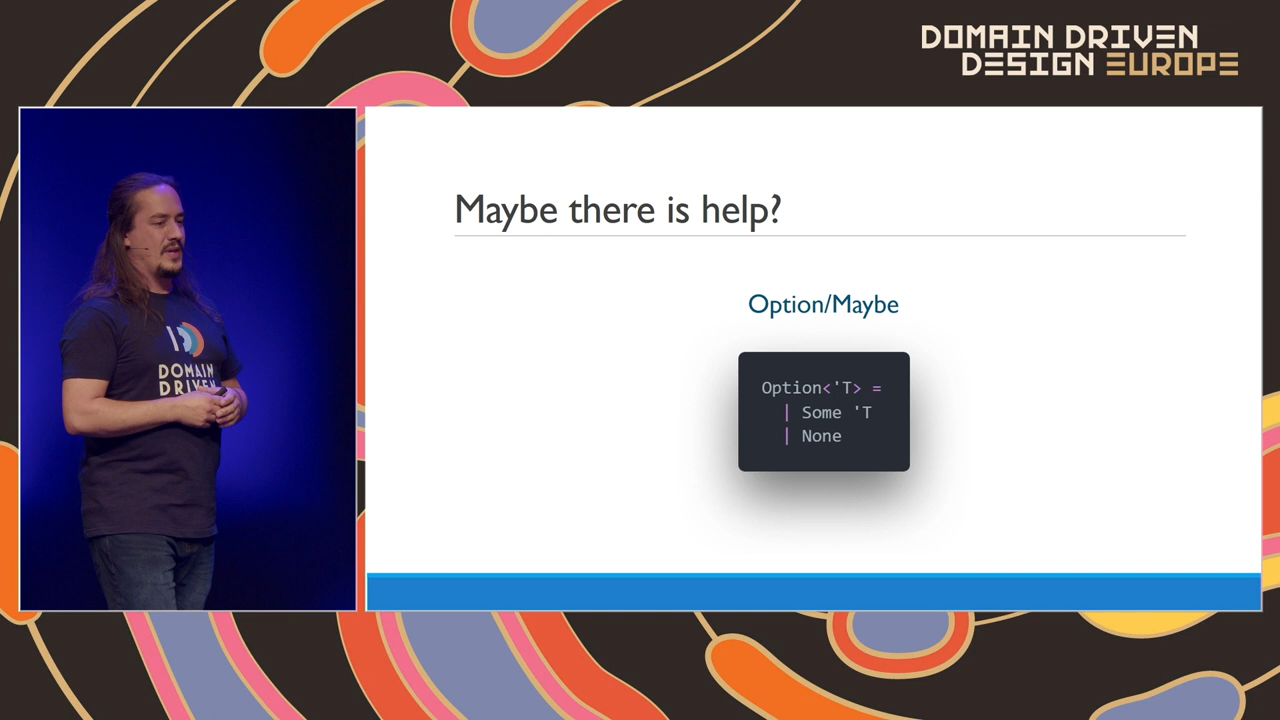 DOMAIN DRIVEN
DESIGN EUROPE
DOMAIN
DRIVEN
Maybe there is help?
Option/Maybe
Option<'T> =
| Some 'T
| None